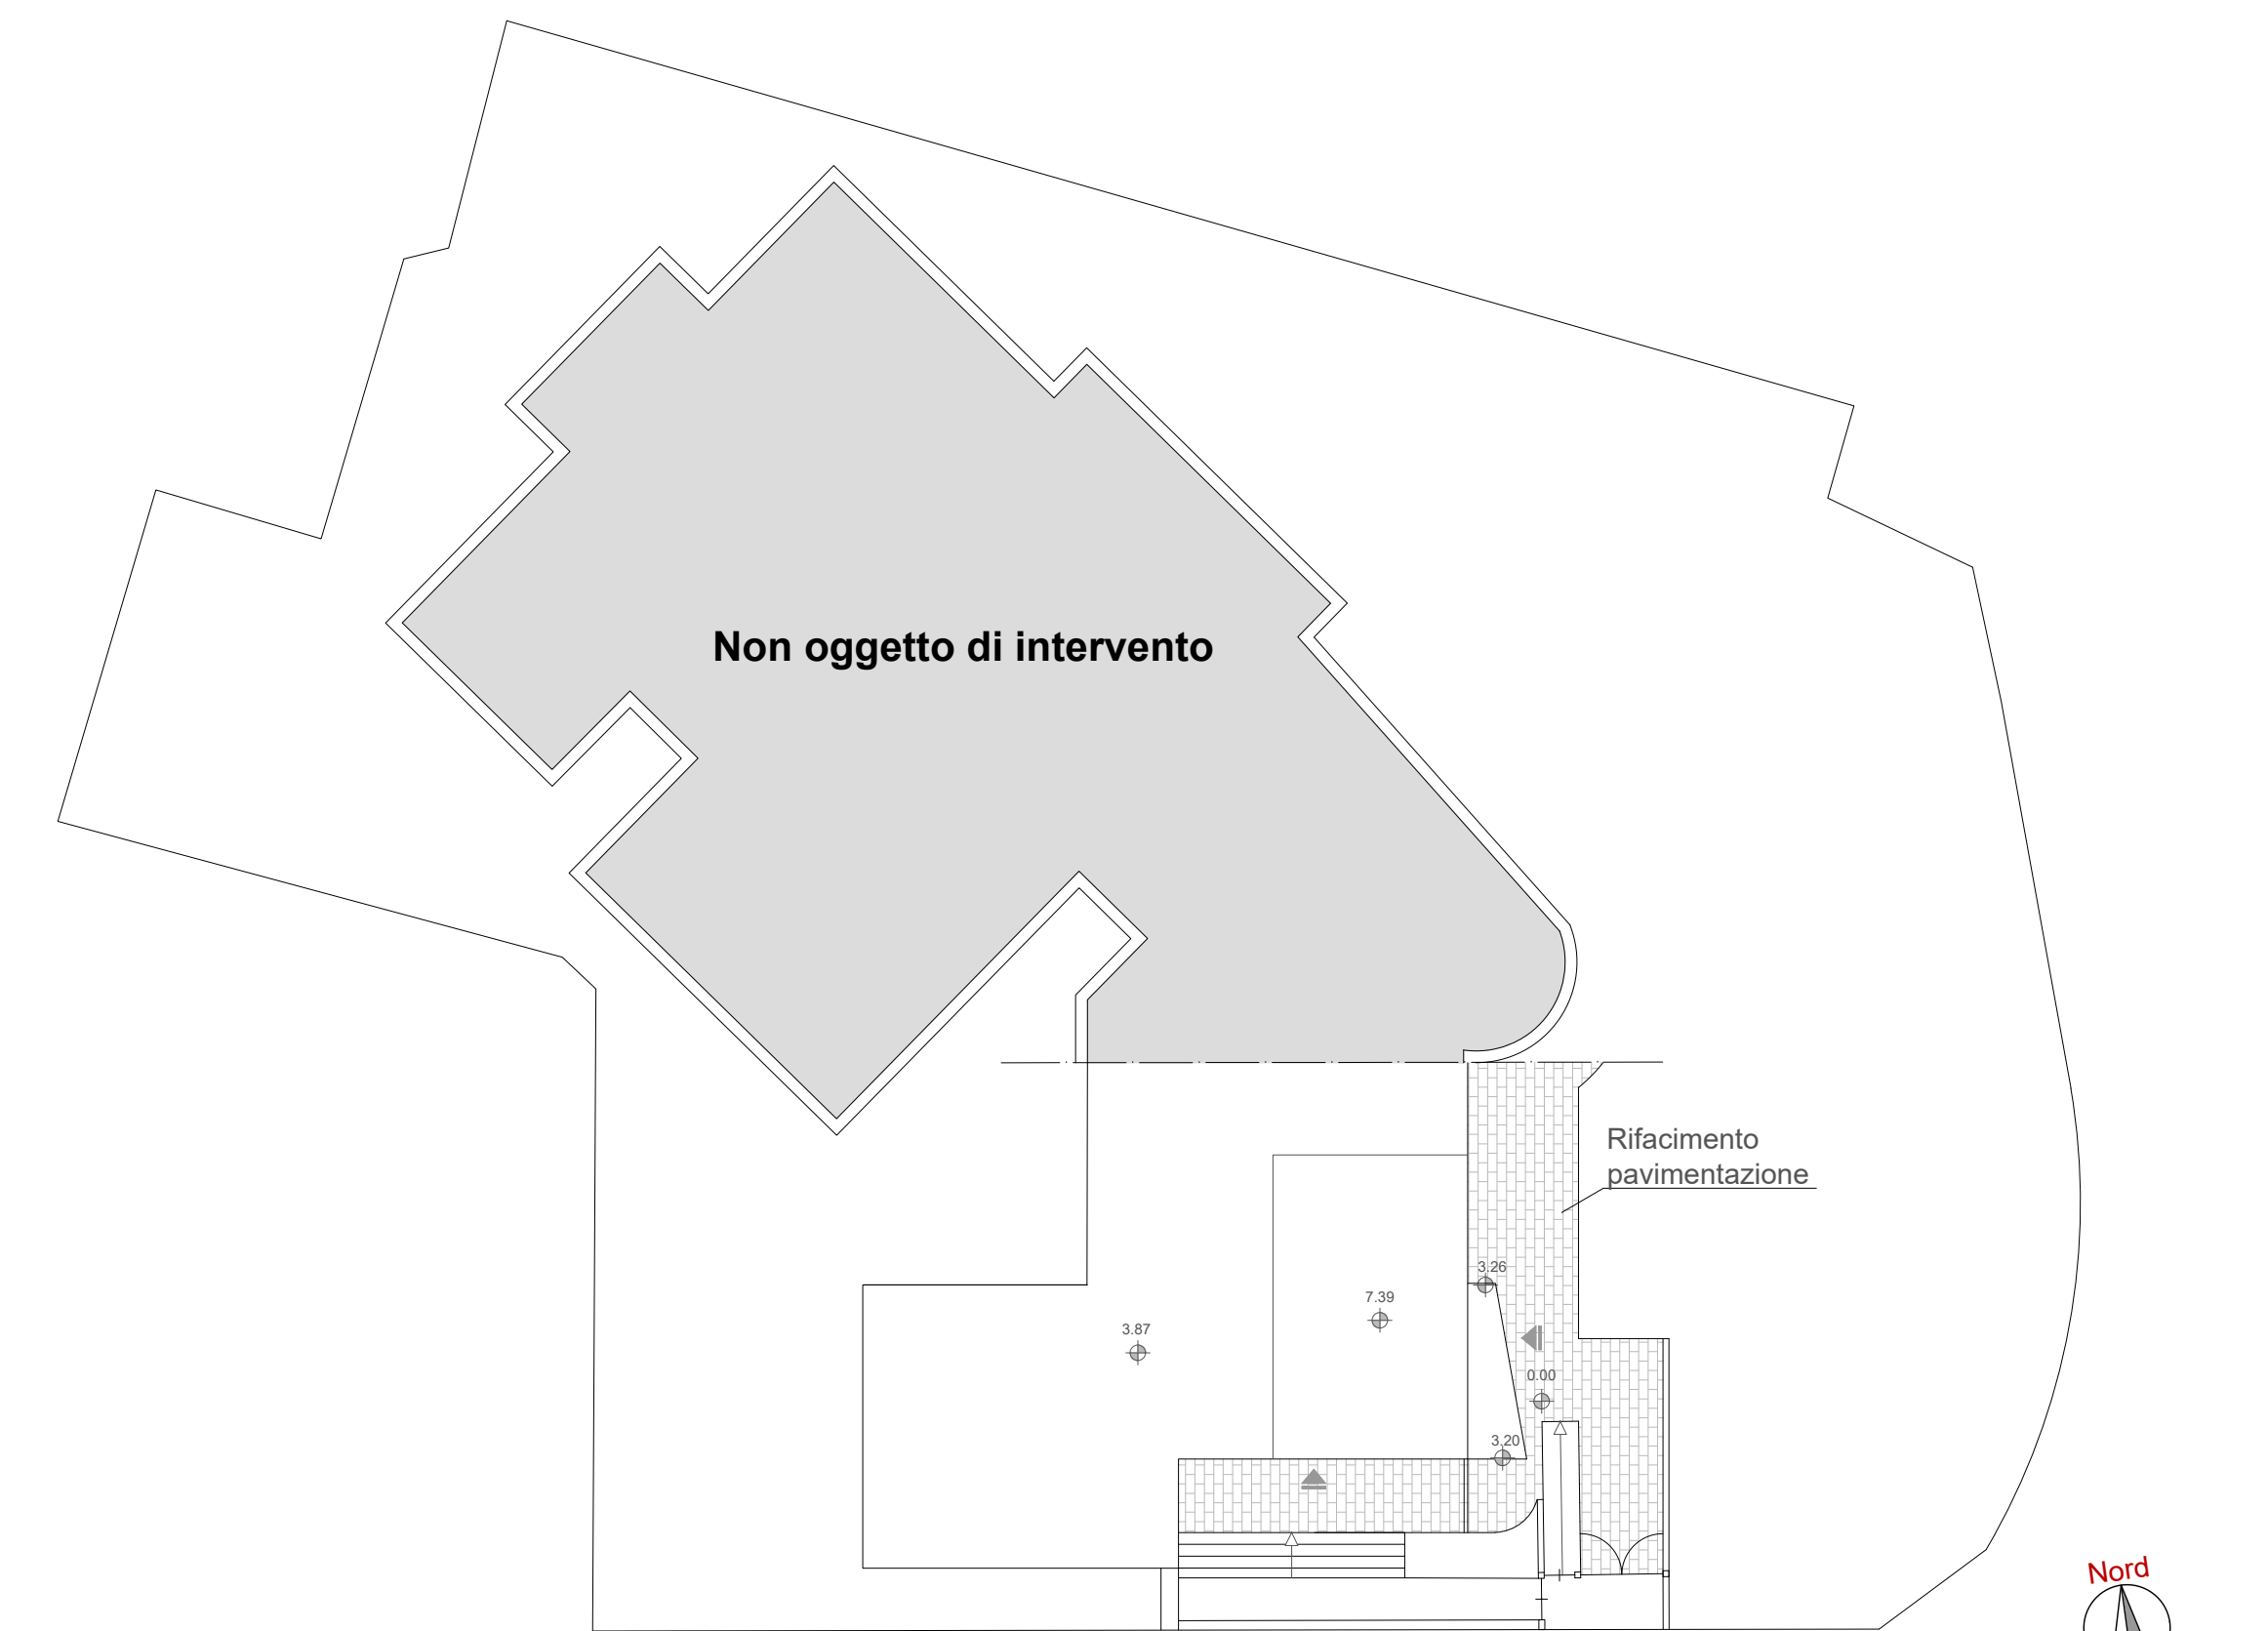 Non oggetto di intervento
Rifacimento
pavimentazione
3.26
7.39
3.87
0.00
3.20
Nord